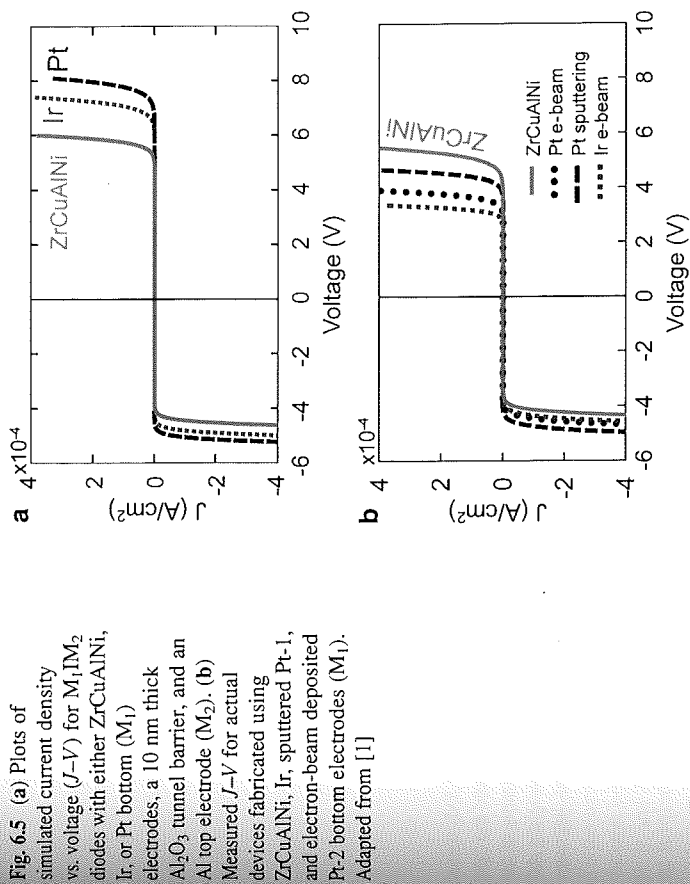 Fig. 6.5 (a) Plots of
simulated current density
vs. voltage (J–V) for M₁IM₂
diodes with either ZrCuAlNi,
Ir, or Pt bottom (M₁)
electrodes, a 10 nm thick
Al₂O₃ tunnel barrier, and an
Al top electrode (M₂). (b)
Measured J–V for actual
devices fabricated using
ZrCuAlNi, Ir, sputtered Pt-1,
and electron-beam deposited
Pt-2 bottom electrodes (M₁).
Adapted from [1]
a
x10⁻⁴
4
2
0
-2
-4
J (A/cm²)
ZrCuAlNi
Ir
Pt
-6 -4 -2 0 2 4 6 8 10
Voltage (V)
b
x10⁻⁴
4
2
0
-2
-4
J (A/cm²)
ZrCuAlNi
ZrCuAlNi
Pt e-beam
Pt sputtering
Ir e-beam
-6 -4 -2 0 2 4 6 8 10
Voltage (V)